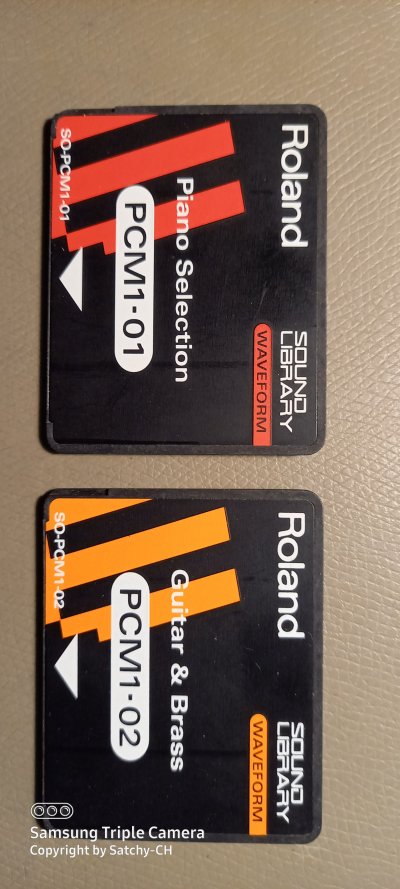 Roland
SOUND
LIBRARY
WAVEFORM
Piano Selection
PCM1-01
SO-PCM1-01
Roland
SOUND
LIBRARY
WAVEFORM
Guitar & Brass
PCM1-02
SO-PCM1-02
Samsung Triple Camera
Copyright by Satchy-CH